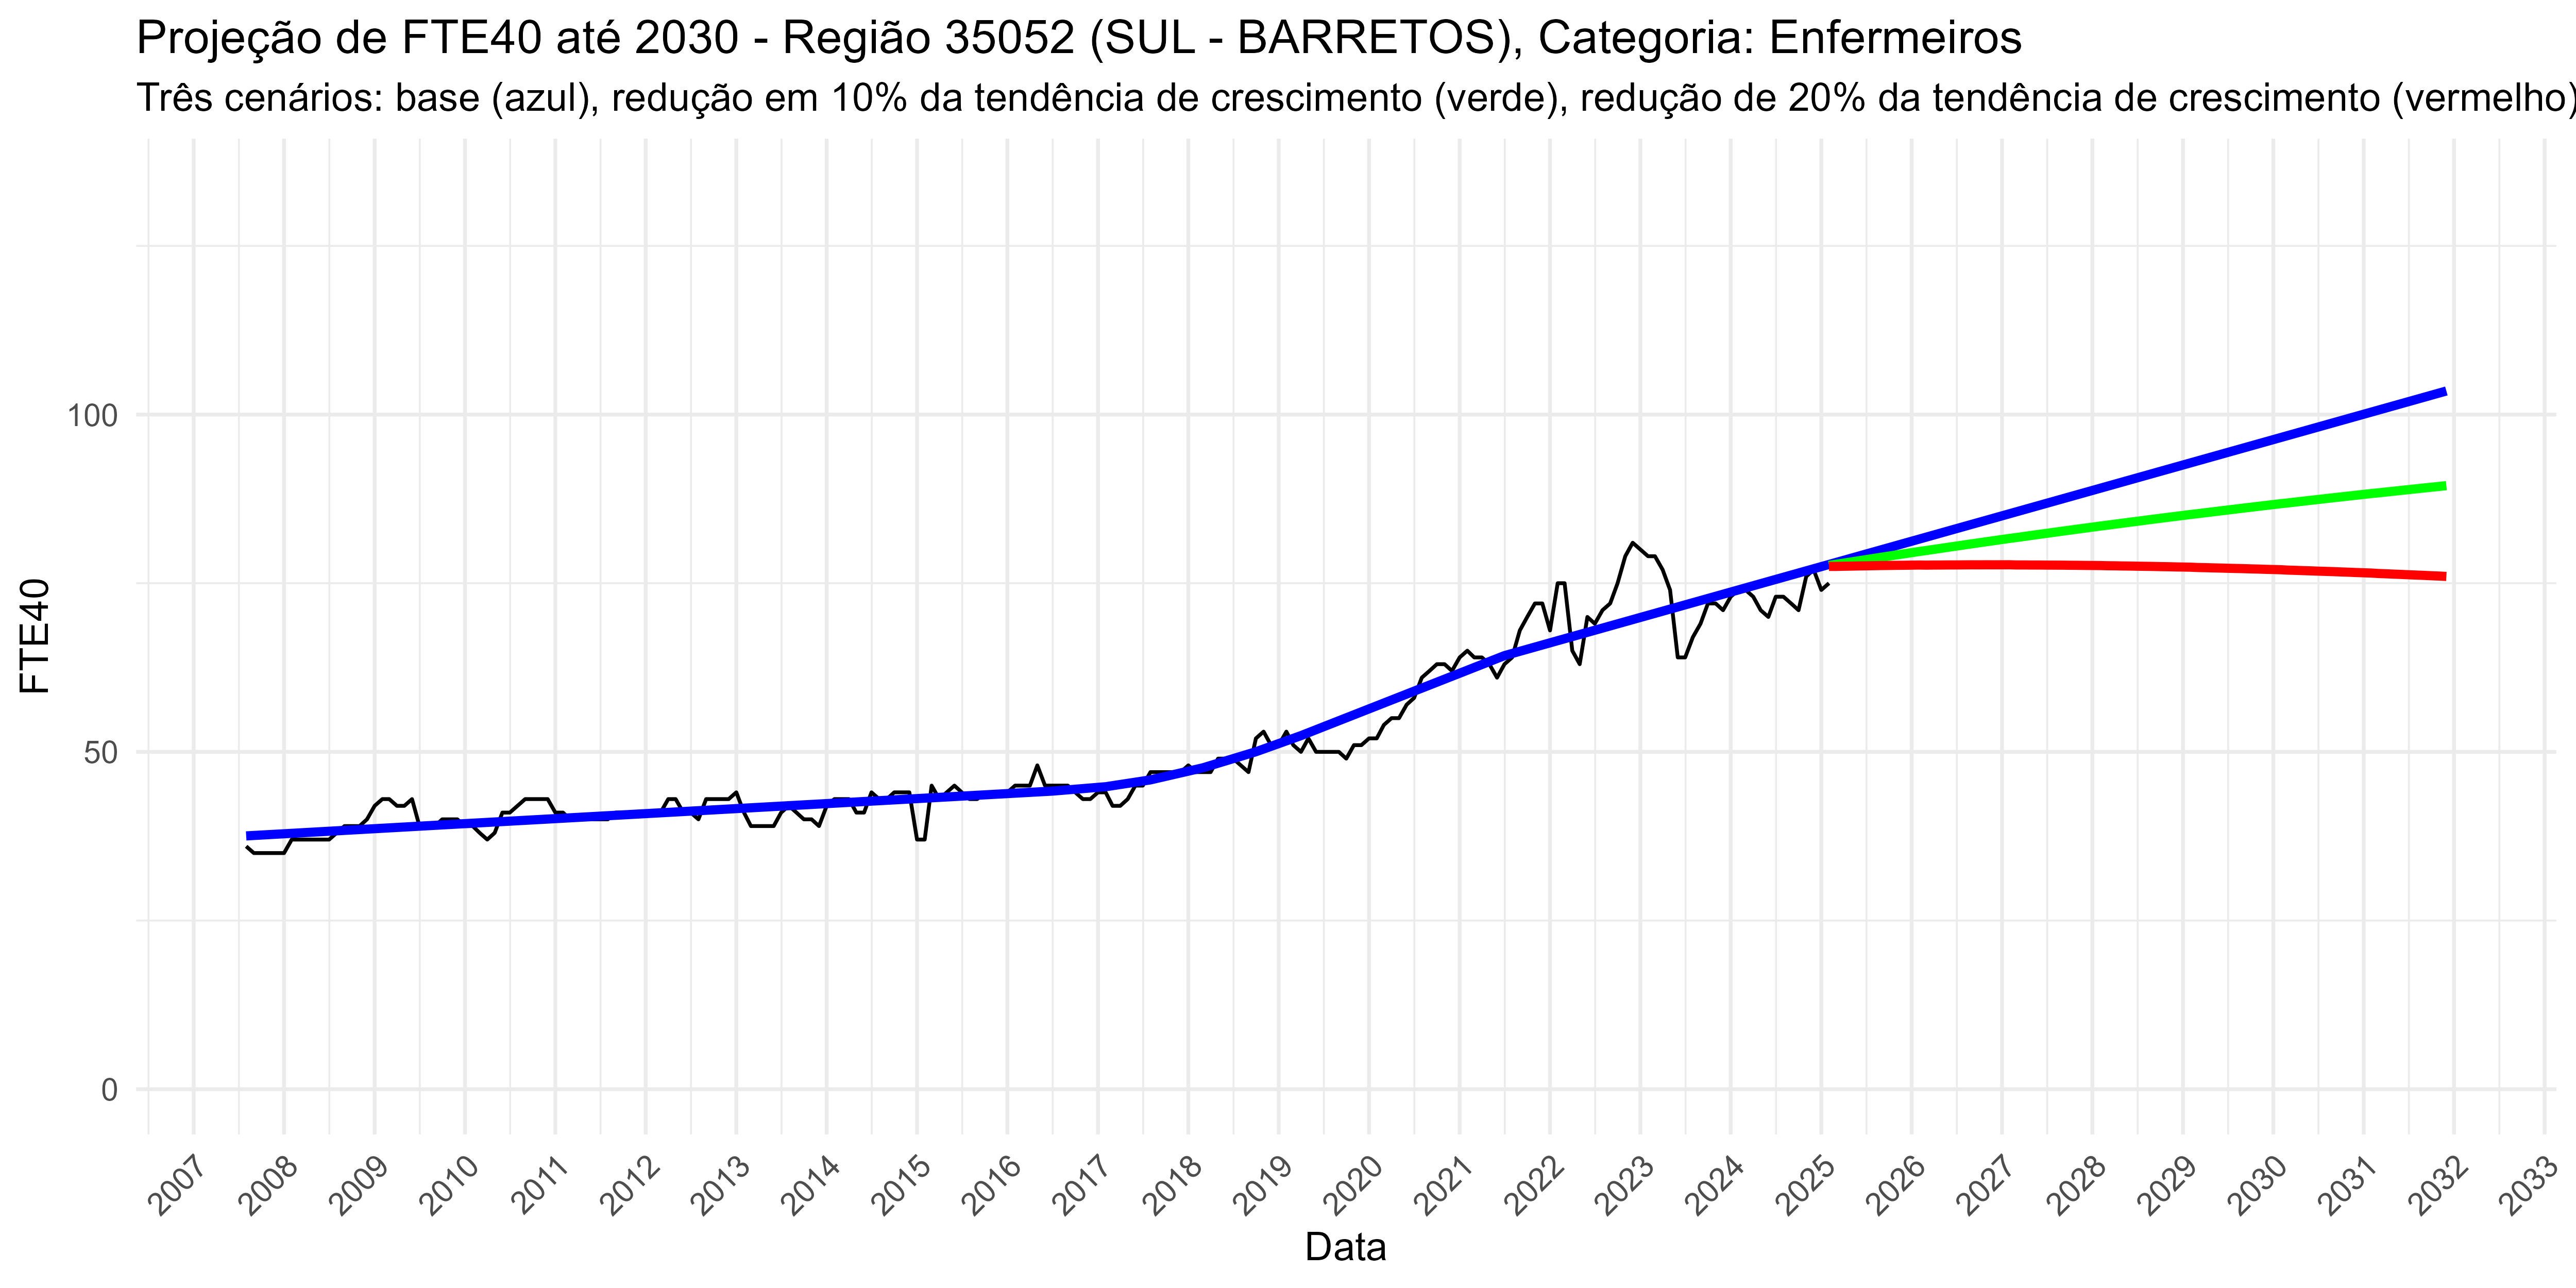 Projeção de FTE40 até 2030 - Região 35052 (SUL - BARRETOS), Categoria: Enfermeiros
Três cenários: base (azul), redução em 10% da tendência de crescimento (verde), redução de 20% da tendência de crescimento (vermelho)
100
50
0
FTE40
2007 2008 2009 2010 2011 2012 2013 2014 2015 2016 2017 2018 2019 2020 2021 2022 2023 2024 2025 2026 2027 2028 2029 2030 2031 2032 2033
Data